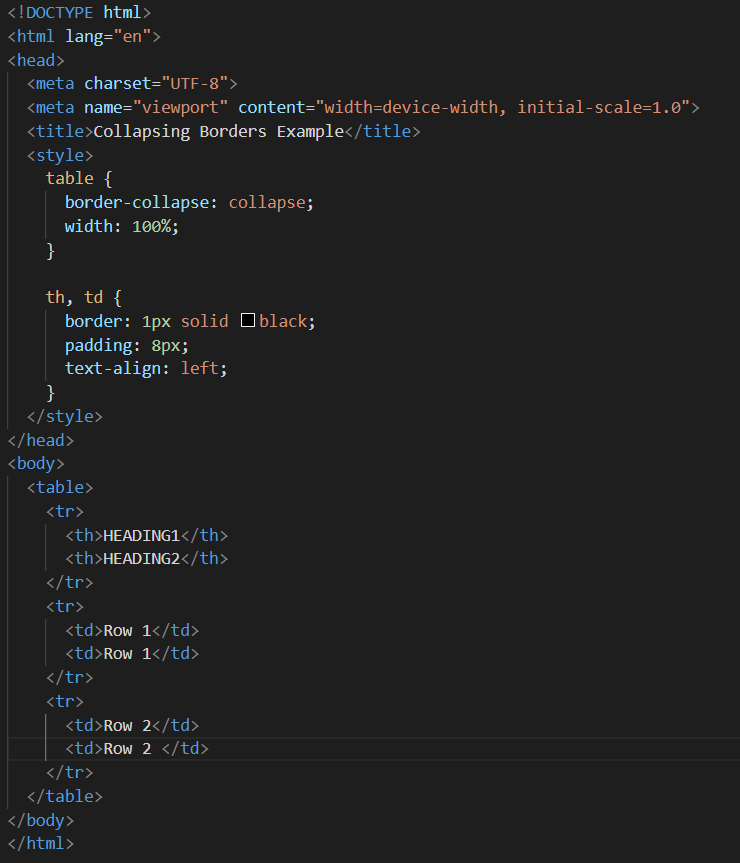 <!DOCTYPE html>
<html lang="en">
<head>
  <meta charset="UTF-8">
  <meta name="viewport" content="width=device-width, initial-scale=1.0">
  <title>Collapsing Borders Example</title>
  <style>
    table {
      border-collapse: collapse;
      width: 100%;
    }

    th, td {
      border: 1px solid black;
      padding: 8px;
      text-align: left;
    }
  </style>
</head>
<body>
  <table>
    <tr>
      <th>HEADING1</th>
      <th>HEADING2</th>
    </tr>
    <tr>
      <td>Row 1</td>
      <td>Row 1</td>
    </tr>
    <tr>
      <td>Row 2</td>
      <td>Row 2 </td>
    </tr>
  </table>
</body>
</html>